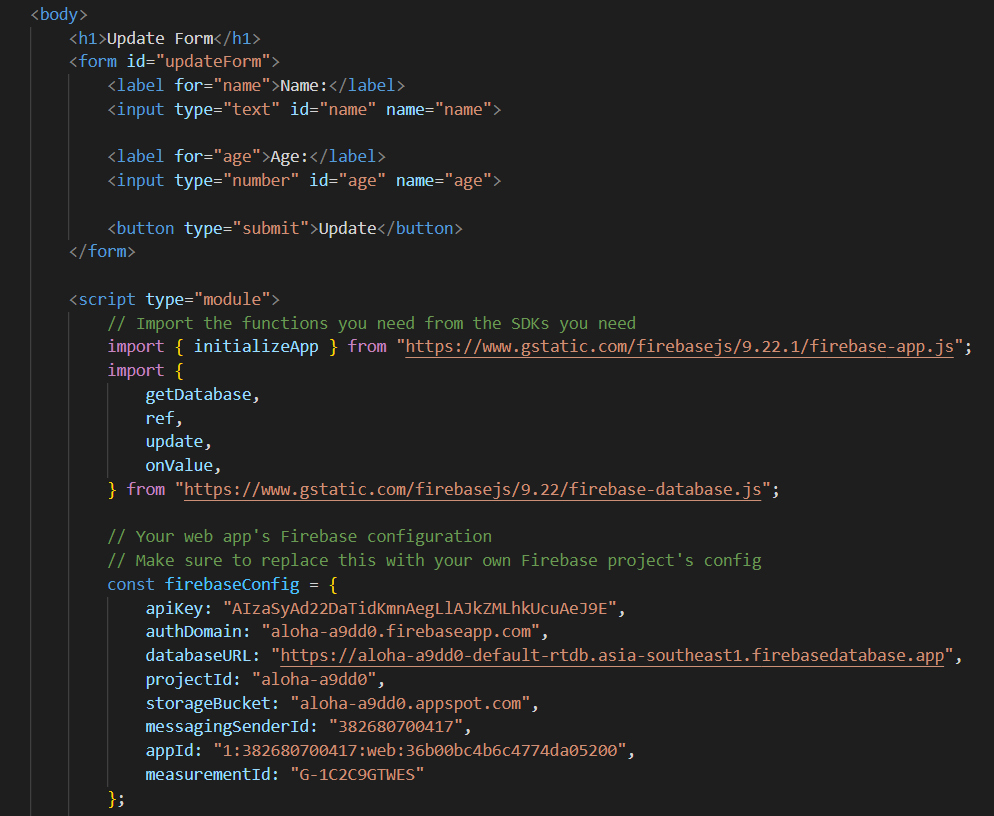 <body>
<h1>Update Form</h1>
<form id="updateForm">
<label for="name">Name:</label>
<input type="text" id="name" name="name">
<label for="age">Age:</label>
<input type="number" id="age" name="age">
<button type="submit">Update</button>
</form>
<script type="module">
// Import the functions you need from the SDKs you need
import { initializeApp } from "https://www.gstatic.com/firebasejs/9.22.1/firebase-app.js";
import {
getDatabase,
ref,
update,
onValue,
} from "https://www.gstatic.com/firebasejs/9.22/firebase-database.js";
// Your web app's Firebase configuration
// Make sure to replace this with your own Firebase project's config
const firebaseConfig = {
apiKey: "AIzaSyAd22DaTidKmnAegLlAJkZMLhkUcuAeJ9E",
authDomain: "aloha-a9dd0.firebaseapp.com",
databaseURL: "https://aloha-a9dd0-default-rtdb.asia-southeast1.firebasedatabase.app",
projectId: "aloha-a9dd0",
storageBucket: "aloha-a9dd0.appspot.com",
messagingSenderId: "382680700417",
appId: "1:382680700417:web:36b00bc4b6c4774da05200",
measurementId: "G-1C2C9GTWES"
};